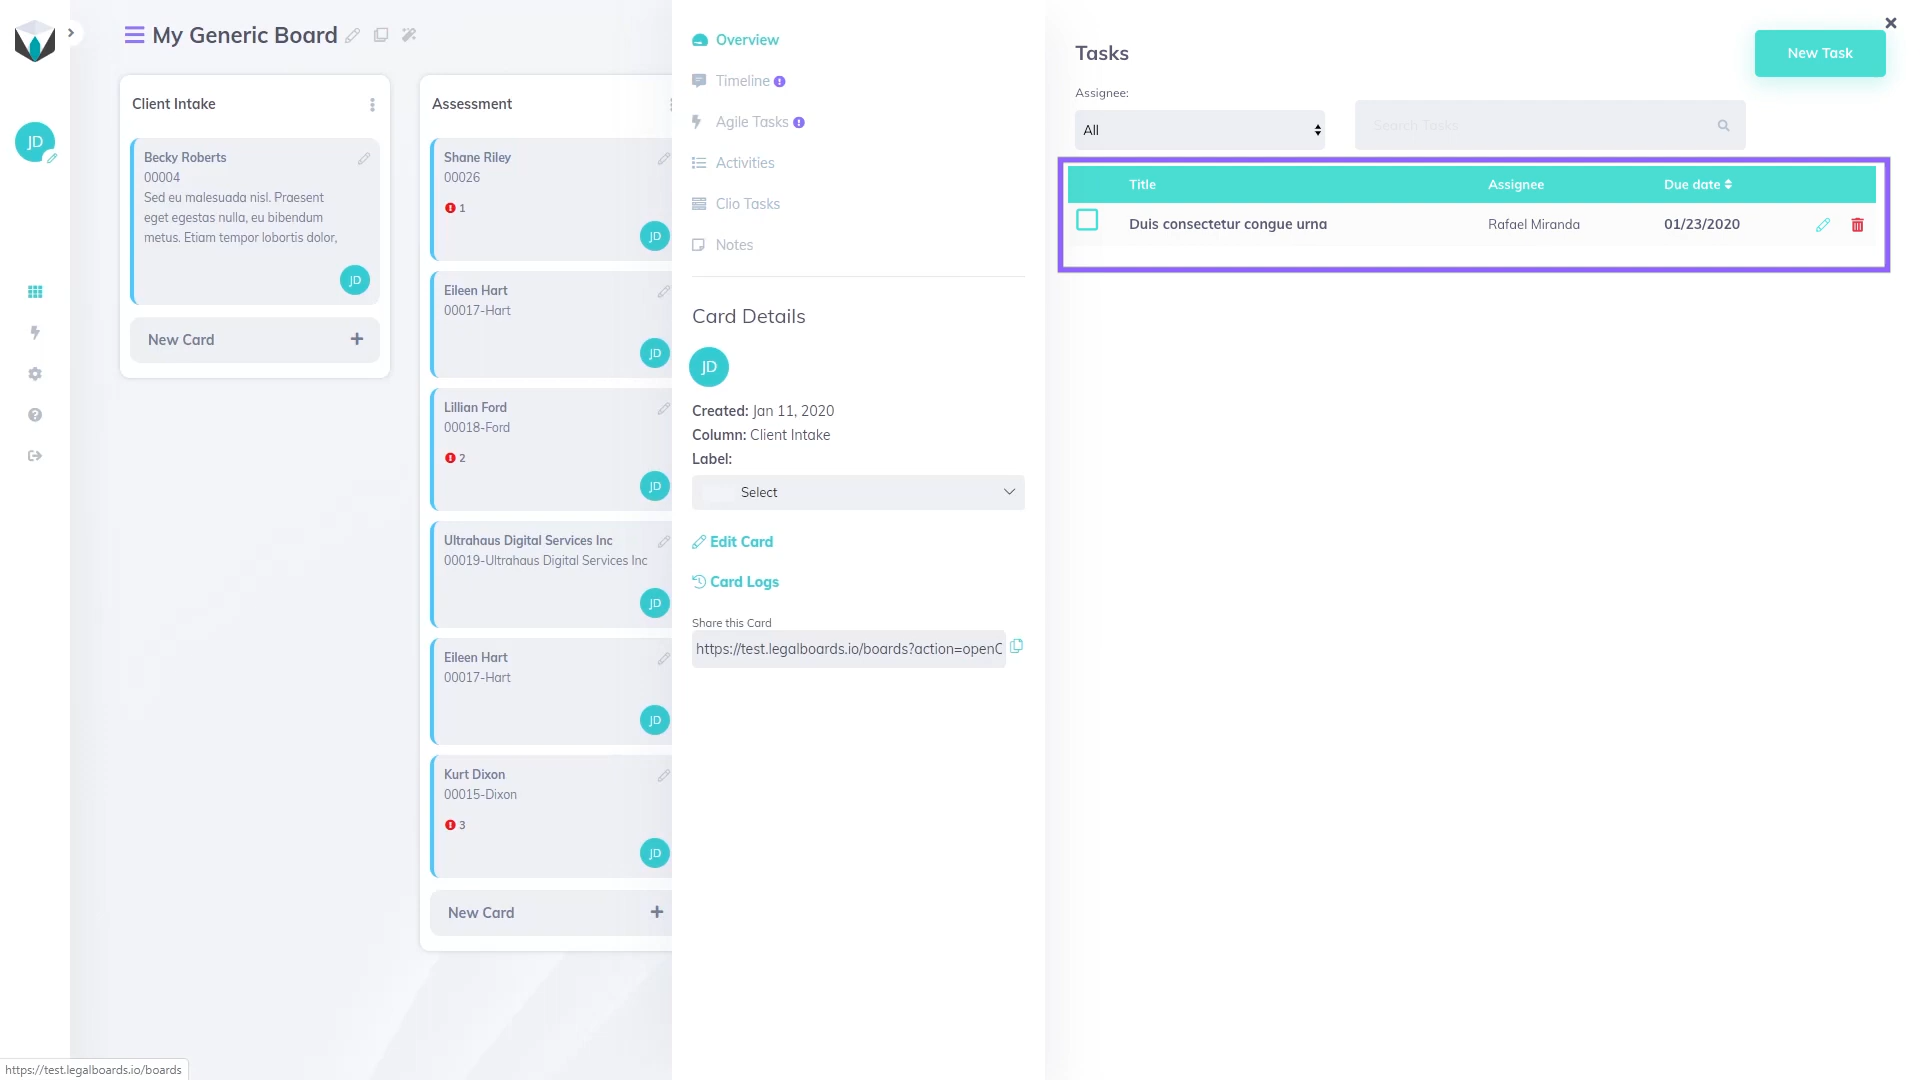 My Generic Board
JD
Client Intake
Becky Roberts
00004
Sed eu malesuada nisl. Praesent
eget egestas nulla, eu bibendum
metus. Etiam tempor lobortis dolor,
JD
New Card
Assessment
Shane Riley
00026
1
JD
Eileen Hart
00017-Hart
JD
Lillian Ford
00018-Ford
2
JD
Ultrahaus Digital Services Inc
00019-Ultrahaus Digital Services Inc
JD
Eileen Hart
00017-Hart
JD
Kurt Dixon
00015-Dixon
3
JD
New Card
Overview
Timeline
Agile Tasks
Activities
Clio Tasks
Notes
Card Details
JD
Created: Jan 11, 2020
Column: Client Intake
Label:
Select
Edit Card
Card Logs
Share this Card
https://test.legalboards.io/boards?action=openC
Tasks
New Task
Assignee:
All
Search Tasks
Title Assignee Due date
Duis consectetur congue urna Rafael Miranda 01/23/2020
https://test.legalboards.io/boards